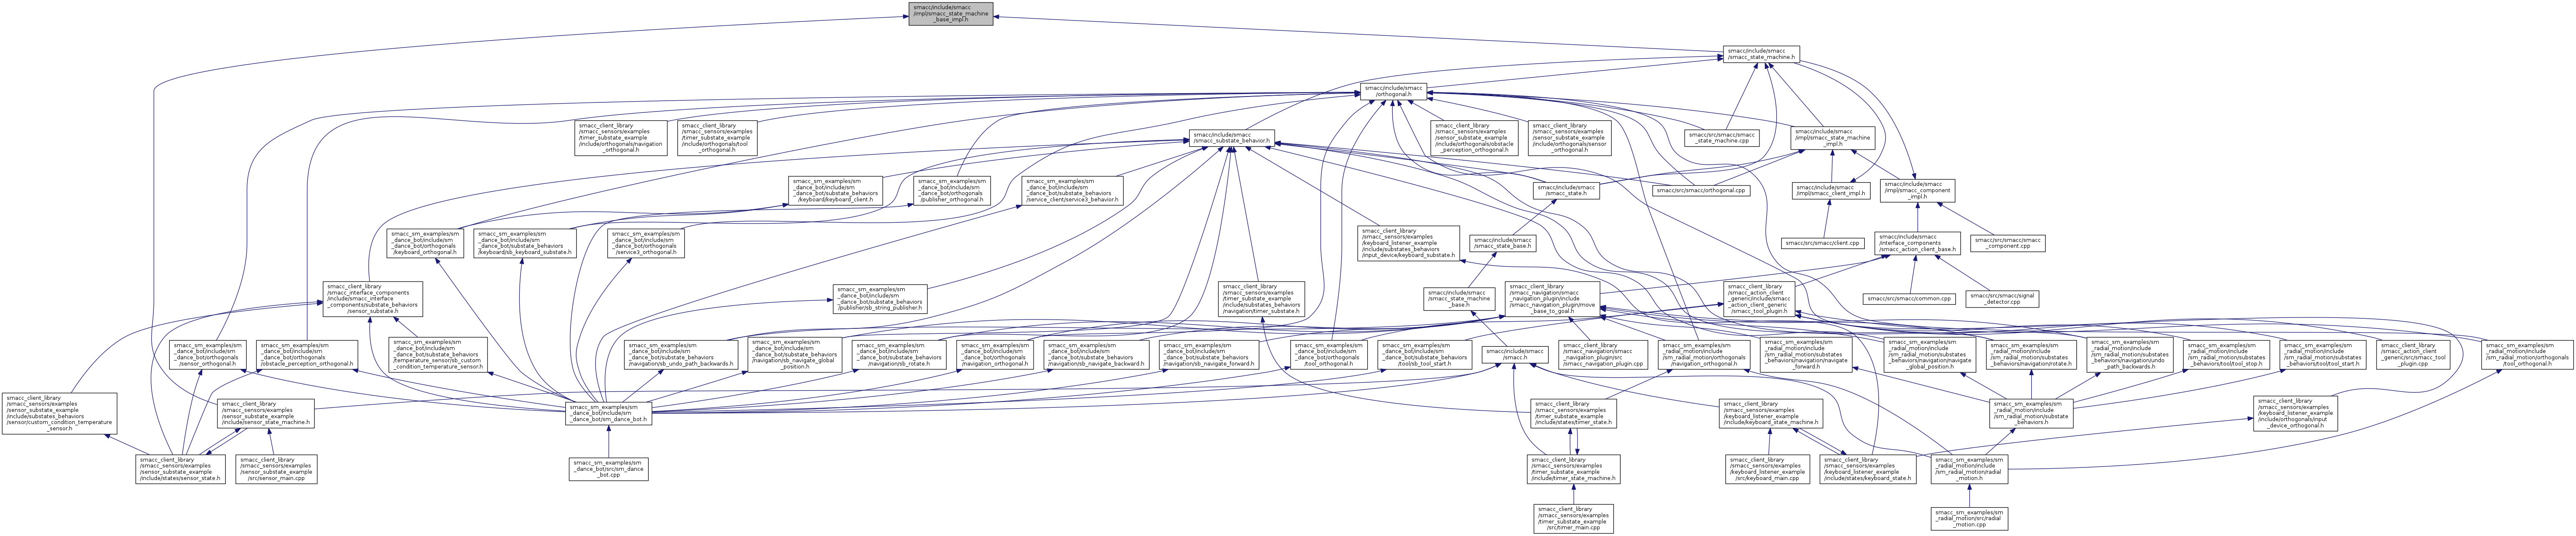 smacc/include/smacc
/impl/smacc_state_machine
_base_impl.h
smacc/include/smacc
/smacc_state_machine.h
smacc/include/smacc
/orthogonal.h
smacc_client_library
/smacc_sensors/examples
/timer_substate_example
/include/orthogonals/navigation
_orthogonal.h
smacc_client_library
/smacc_sensors/examples
/timer_substate_example
/include/orthogonals/tool
_orthogonal.h
smacc/include/smacc
/smacc_substate_behavior.h
smacc_client_library
/smacc_sensors/examples
/sensor_substate_example
/include/orthogonals/obstacle
_perception_orthogonal.h
smacc_client_library
/smacc_sensors/examples
/sensor_substate_example
/include/orthogonals/sensor
_orthogonal.h
smacc/src/smacc/smacc
_state_machine.cpp
smacc/include/smacc
/impl/smacc_state_machine
_impl.h
smacc_sm_examples/sm
_dance_bot/include/sm
_dance_bot/substate_behaviors
/keyboard/keyboard_client.h
smacc_sm_examples/sm
_dance_bot/include/sm
_dance_bot/orthogonals
/publisher_orthogonal.h
smacc_sm_examples/sm
_dance_bot/include/sm
_dance_bot/substate_behaviors
/service_client/service3_behavior.h
smacc/include/smacc
/smacc_state.h
smacc/src/smacc/orthogonal.cpp
smacc/include/smacc
/impl/smacc_client_impl.h
smacc/include/smacc
/impl/smacc_component
_impl.h
smacc_sm_examples/sm
_dance_bot/include/sm
_dance_bot/orthogonals
/keyboard_orthogonal.h
smacc_sm_examples/sm
_dance_bot/include/sm
_dance_bot/substate_behaviors
/keyboard/sb_keyboard_substate.h
smacc_sm_examples/sm
_dance_bot/include/sm
_dance_bot/orthogonals
/service3_orthogonal.h
smacc_client_library
/smacc_sensors/examples
/keyboard_listener_example
/include/substates_behaviors
/input_device/keyboard_substate.h
smacc/include/smacc
/smacc_state_base.h
smacc/src/smacc/client.cpp
smacc/include/smacc
/interface_components
/smacc_action_client_base.h
smacc/src/smacc/smacc
_component.cpp
smacc_client_library
/smacc_interface_components
/include/smacc_interface
_components/substate_behaviors
/sensor_substate.h
smacc_sm_examples/sm
_dance_bot/include/sm
_dance_bot/substate_behaviors
/publisher/sb_string_publisher.h
smacc_client_library
/smacc_sensors/examples
/timer_substate_example
/include/substates_behaviors
/navigation/timer_substate.h
smacc/include/smacc
/smacc_state_machine
_base.h
smacc_client_library
/smacc_navigation/smacc
_navigation_plugin/include
/smacc_navigation_plugin/move
_base_to_goal.h
smacc_client_library
/smacc_action_client
_generic/include/smacc
_action_client_generic
/smacc_tool_plugin.h
smacc/src/smacc/common.cpp
smacc/src/smacc/signal
_detector.cpp
smacc_sm_examples/sm
_dance_bot/include/sm
_dance_bot/orthogonals
/sensor_orthogonal.h
smacc_sm_examples/sm
_dance_bot/include/sm
_dance_bot/orthogonals
/obstacle_perception_orthogonal.h
smacc_sm_examples/sm
_dance_bot/include/sm
_dance_bot/substate_behaviors
/temperature_sensor/sb_custom
_condition_temperature_sensor.h
smacc_sm_examples/sm
_dance_bot/include/sm
_dance_bot/substate_behaviors
/navigation/sb_undo_path_backwards.h
smacc_sm_examples/sm
_dance_bot/include/sm
_dance_bot/substate_behaviors
/navigation/sb_navigate_global
_position.h
smacc_sm_examples/sm
_dance_bot/include/sm
_dance_bot/substate_behaviors
/navigation/sb_rotate.h
smacc_sm_examples/sm
_dance_bot/include/sm
_dance_bot/orthogonals
/navigation_orthogonal.h
smacc_sm_examples/sm
_dance_bot/include/sm
_dance_bot/substate_behaviors
/navigation/sb_navigate_backward.h
smacc_sm_examples/sm
_dance_bot/include/sm
_dance_bot/substate_behaviors
/navigation/sb_navigate_forward.h
smacc_sm_examples/sm
_dance_bot/include/sm
_dance_bot/orthogonals
/tool_orthogonal.h
smacc_sm_examples/sm
_dance_bot/include/sm
_dance_bot/substate_behaviors
/tool/sb_tool_start.h
smacc/include/smacc
/smacc.h
smacc_client_library
/smacc_navigation/smacc
_navigation_plugin/src
/smacc_navigation_plugin.cpp
smacc_sm_examples/sm
_radial_motion/include
/sm_radial_motion/orthogonals
/navigation_orthogonal.h
smacc_sm_examples/sm
_radial_motion/include
/sm_radial_motion/substates
_behaviors/navigation/navigate
_forward.h
smacc_sm_examples/sm
_radial_motion/include
/sm_radial_motion/substates
_behaviors/navigation/navigate
_global_position.h
smacc_sm_examples/sm
_radial_motion/include
/sm_radial_motion/substates
_behaviors/navigation/rotate.h
smacc_sm_examples/sm
_radial_motion/include
/sm_radial_motion/substates
_behaviors/navigation/undo
_path_backwards.h
smacc_sm_examples/sm
_radial_motion/include
/sm_radial_motion/substates
_behaviors/tool/tool_stop.h
smacc_sm_examples/sm
_radial_motion/include
/sm_radial_motion/substates
_behaviors/tool/tool_start.h
smacc_client_library
/smacc_action_client
_generic/src/smacc_tool
_plugin.cpp
smacc_sm_examples/sm
_radial_motion/include
/sm_radial_motion/orthogonals
/tool_orthogonal.h
smacc_client_library
/smacc_sensors/examples
/sensor_substate_example
/include/substates_behaviors
/sensor/custom_condition_temperature
_sensor.h
smacc_client_library
/smacc_sensors/examples
/sensor_substate_example
/include/sensor_state_machine.h
smacc_sm_examples/sm
_dance_bot/include/sm
_dance_bot/sm_dance_bot.h
smacc_client_library
/smacc_sensors/examples
/timer_substate_example
/include/states/timer_state.h
smacc_client_library
/smacc_sensors/examples
/keyboard_listener_example
/include/keyboard_state_machine.h
smacc_sm_examples/sm
_radial_motion/include
/sm_radial_motion/substate
_behaviors.h
smacc_client_library
/smacc_sensors/examples
/keyboard_listener_example
/include/orthogonals/input
_device_orthogonal.h
smacc_client_library
/smacc_sensors/examples
/sensor_substate_example
/include/states/sensor_state.h
smacc_client_library
/smacc_sensors/examples
/sensor_substate_example
/src/sensor_main.cpp
smacc_sm_examples/sm
_dance_bot/src/sm_dance
_bot.cpp
smacc_client_library
/smacc_sensors/examples
/timer_substate_example
/include/timer_state_machine.h
smacc_client_library
/smacc_sensors/examples
/keyboard_listener_example
/src/keyboard_main.cpp
smacc_client_library
/smacc_sensors/examples
/keyboard_listener_example
/include/states/keyboard_state.h
smacc_sm_examples/sm
_radial_motion/include
/sm_radial_motion/radial
_motion.h
smacc_client_library
/smacc_sensors/examples
/timer_substate_example
/src/timer_main.cpp
smacc_sm_examples/sm
_radial_motion/src/radial
_motion.cpp